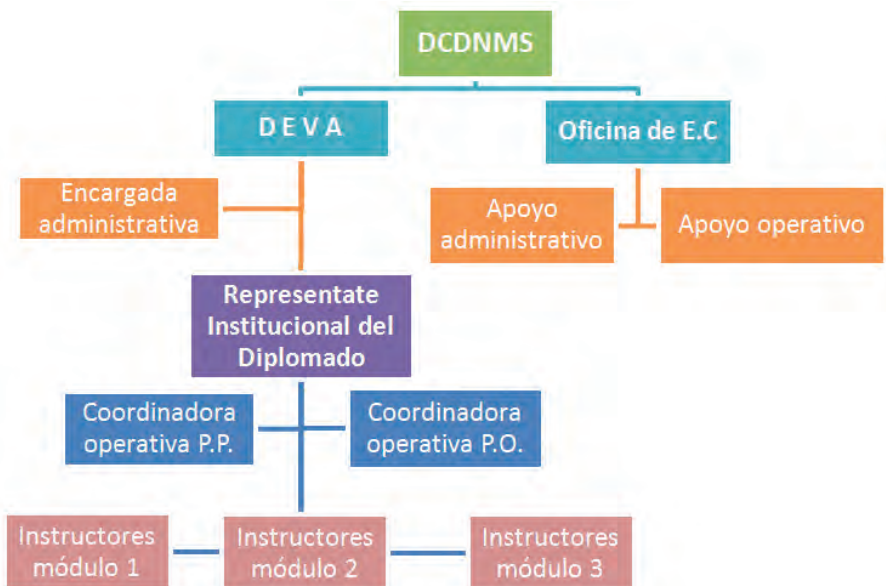 DCDNMS
D E V A
Oficina de E.C
Encargada
administrativa
Apoyo
administrativo
Apoyo operativo
Representate
Institucional del
Diplomado
Coordinadora
operativa P.P.
Coordinadora
operativa P.O.
Instructores
módulo 1
Instructores
módulo 2
Instructores
módulo 3